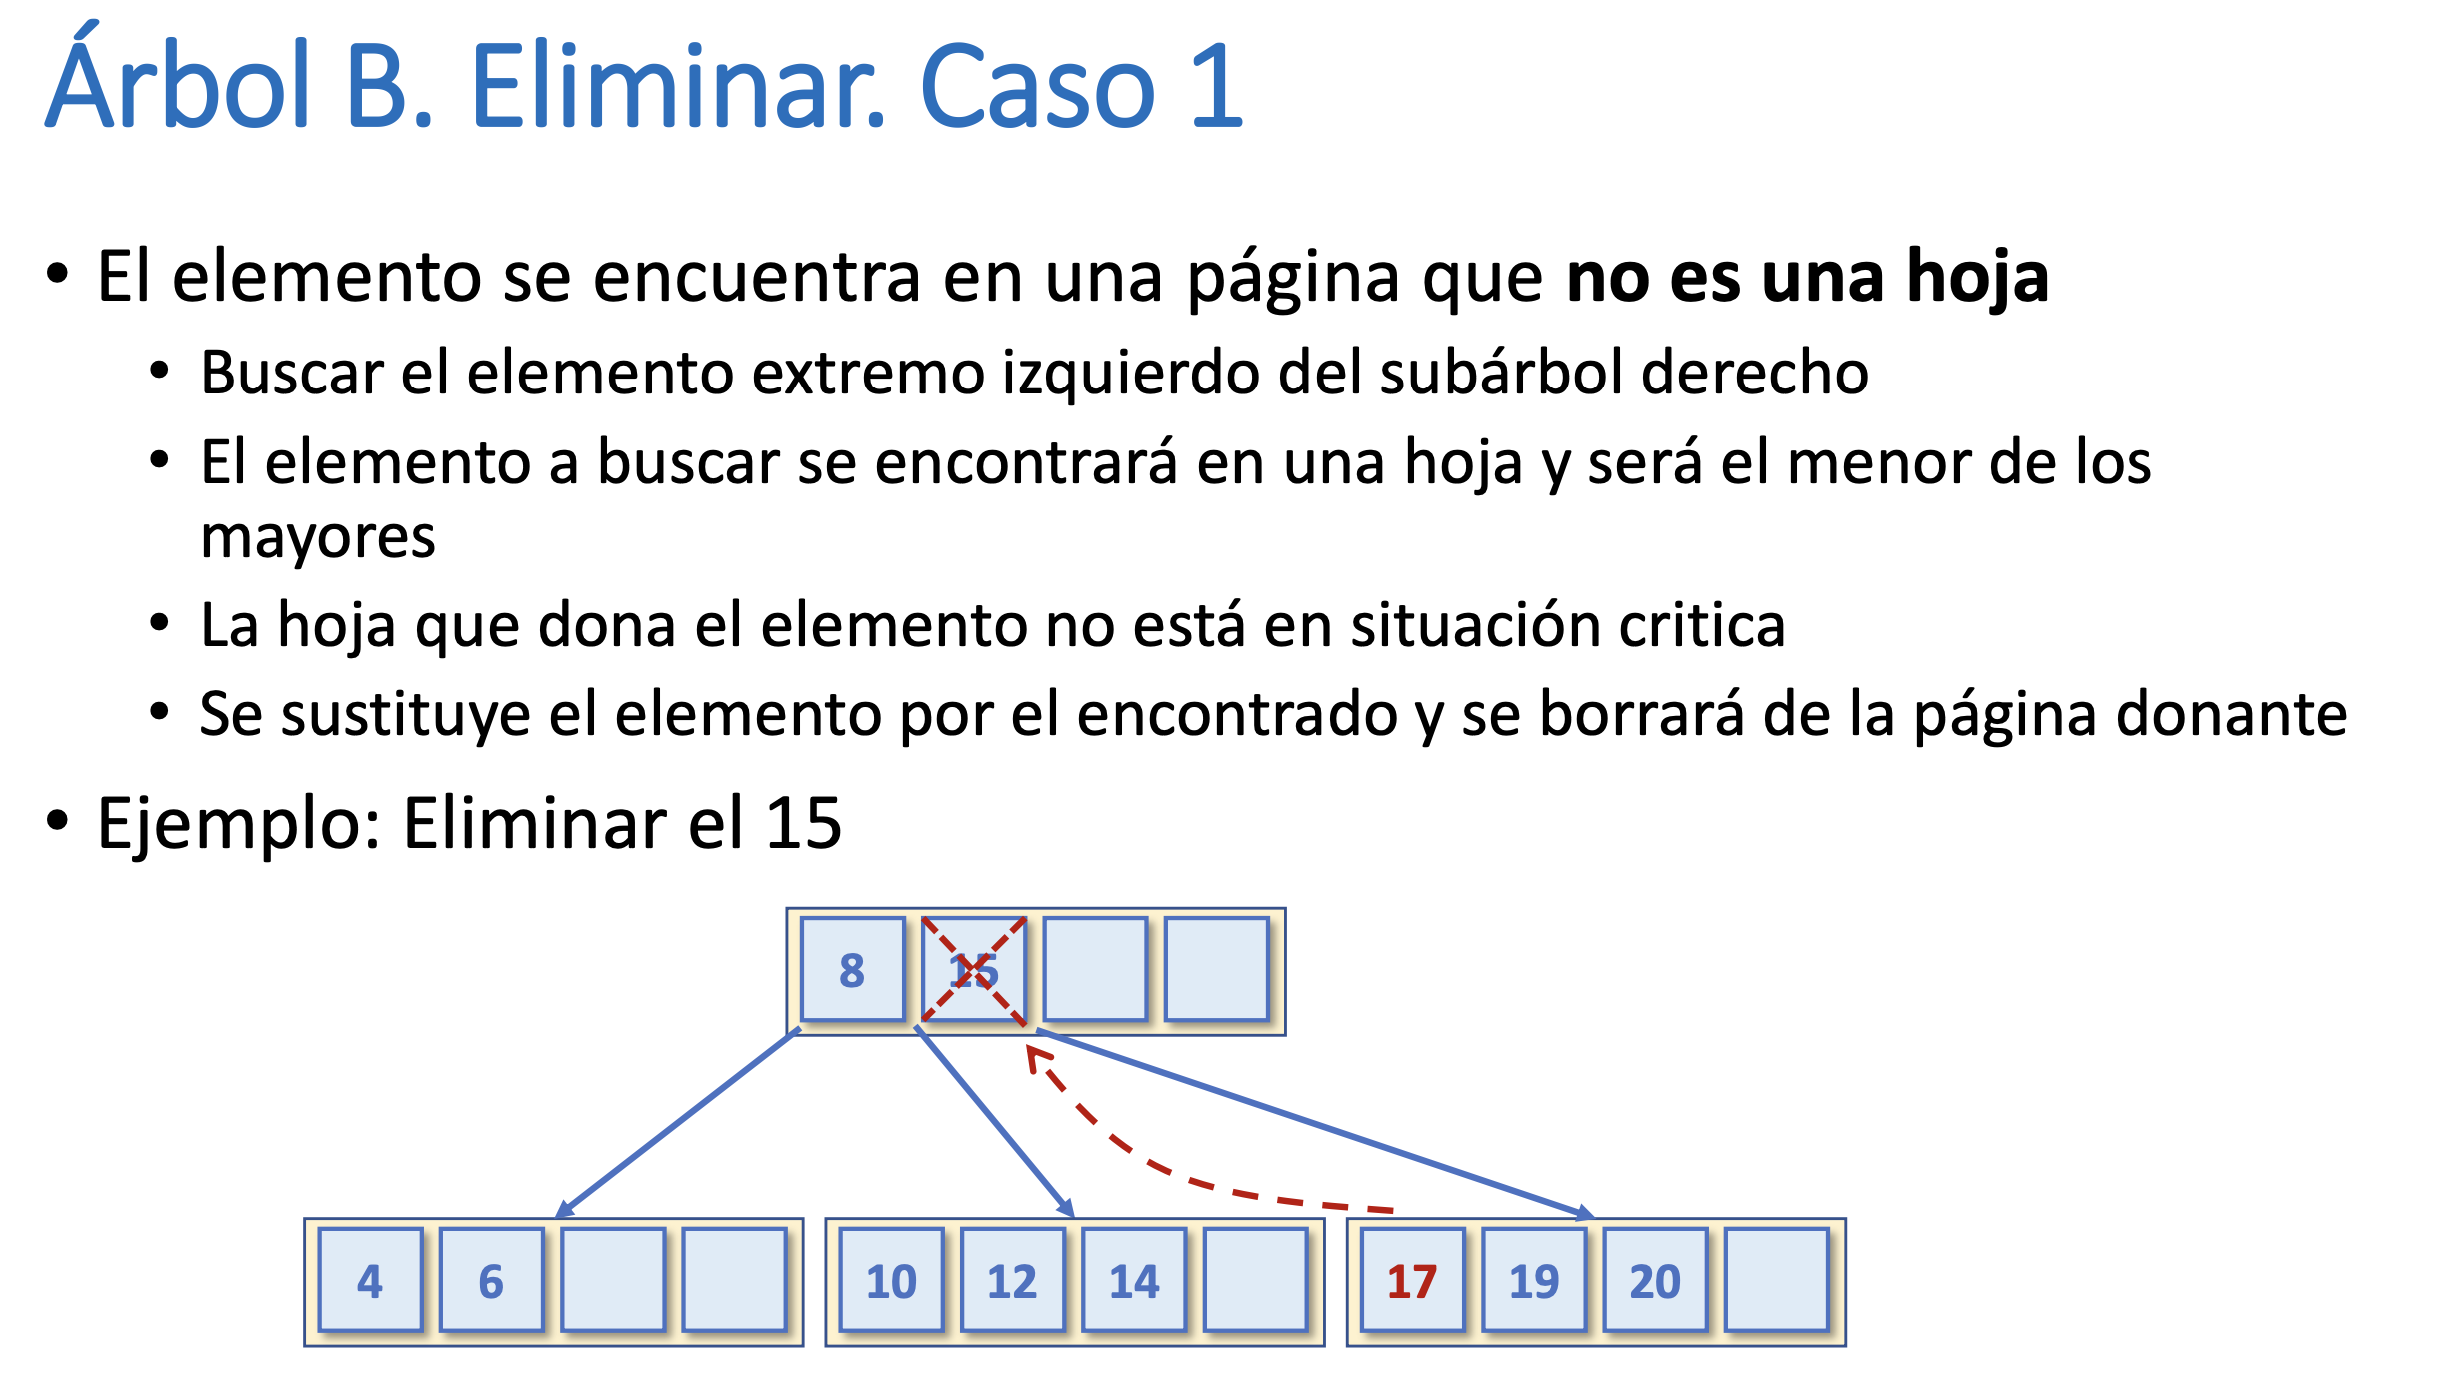 Árbol B. Eliminar. Caso 1
• El elemento se encuentra en una página que no es una hoja
• Buscar el elemento extremo izquierdo del subárbol derecho
• El elemento a buscar se encontrará en una hoja y será el menor de los
mayores
• La hoja que dona el elemento no está en situación critica
• Se sustituye el elemento por el encontrado y se borrará de la página donante
• Ejemplo: Eliminar el 15
8 15
4 6 10 12 14 17 19 20